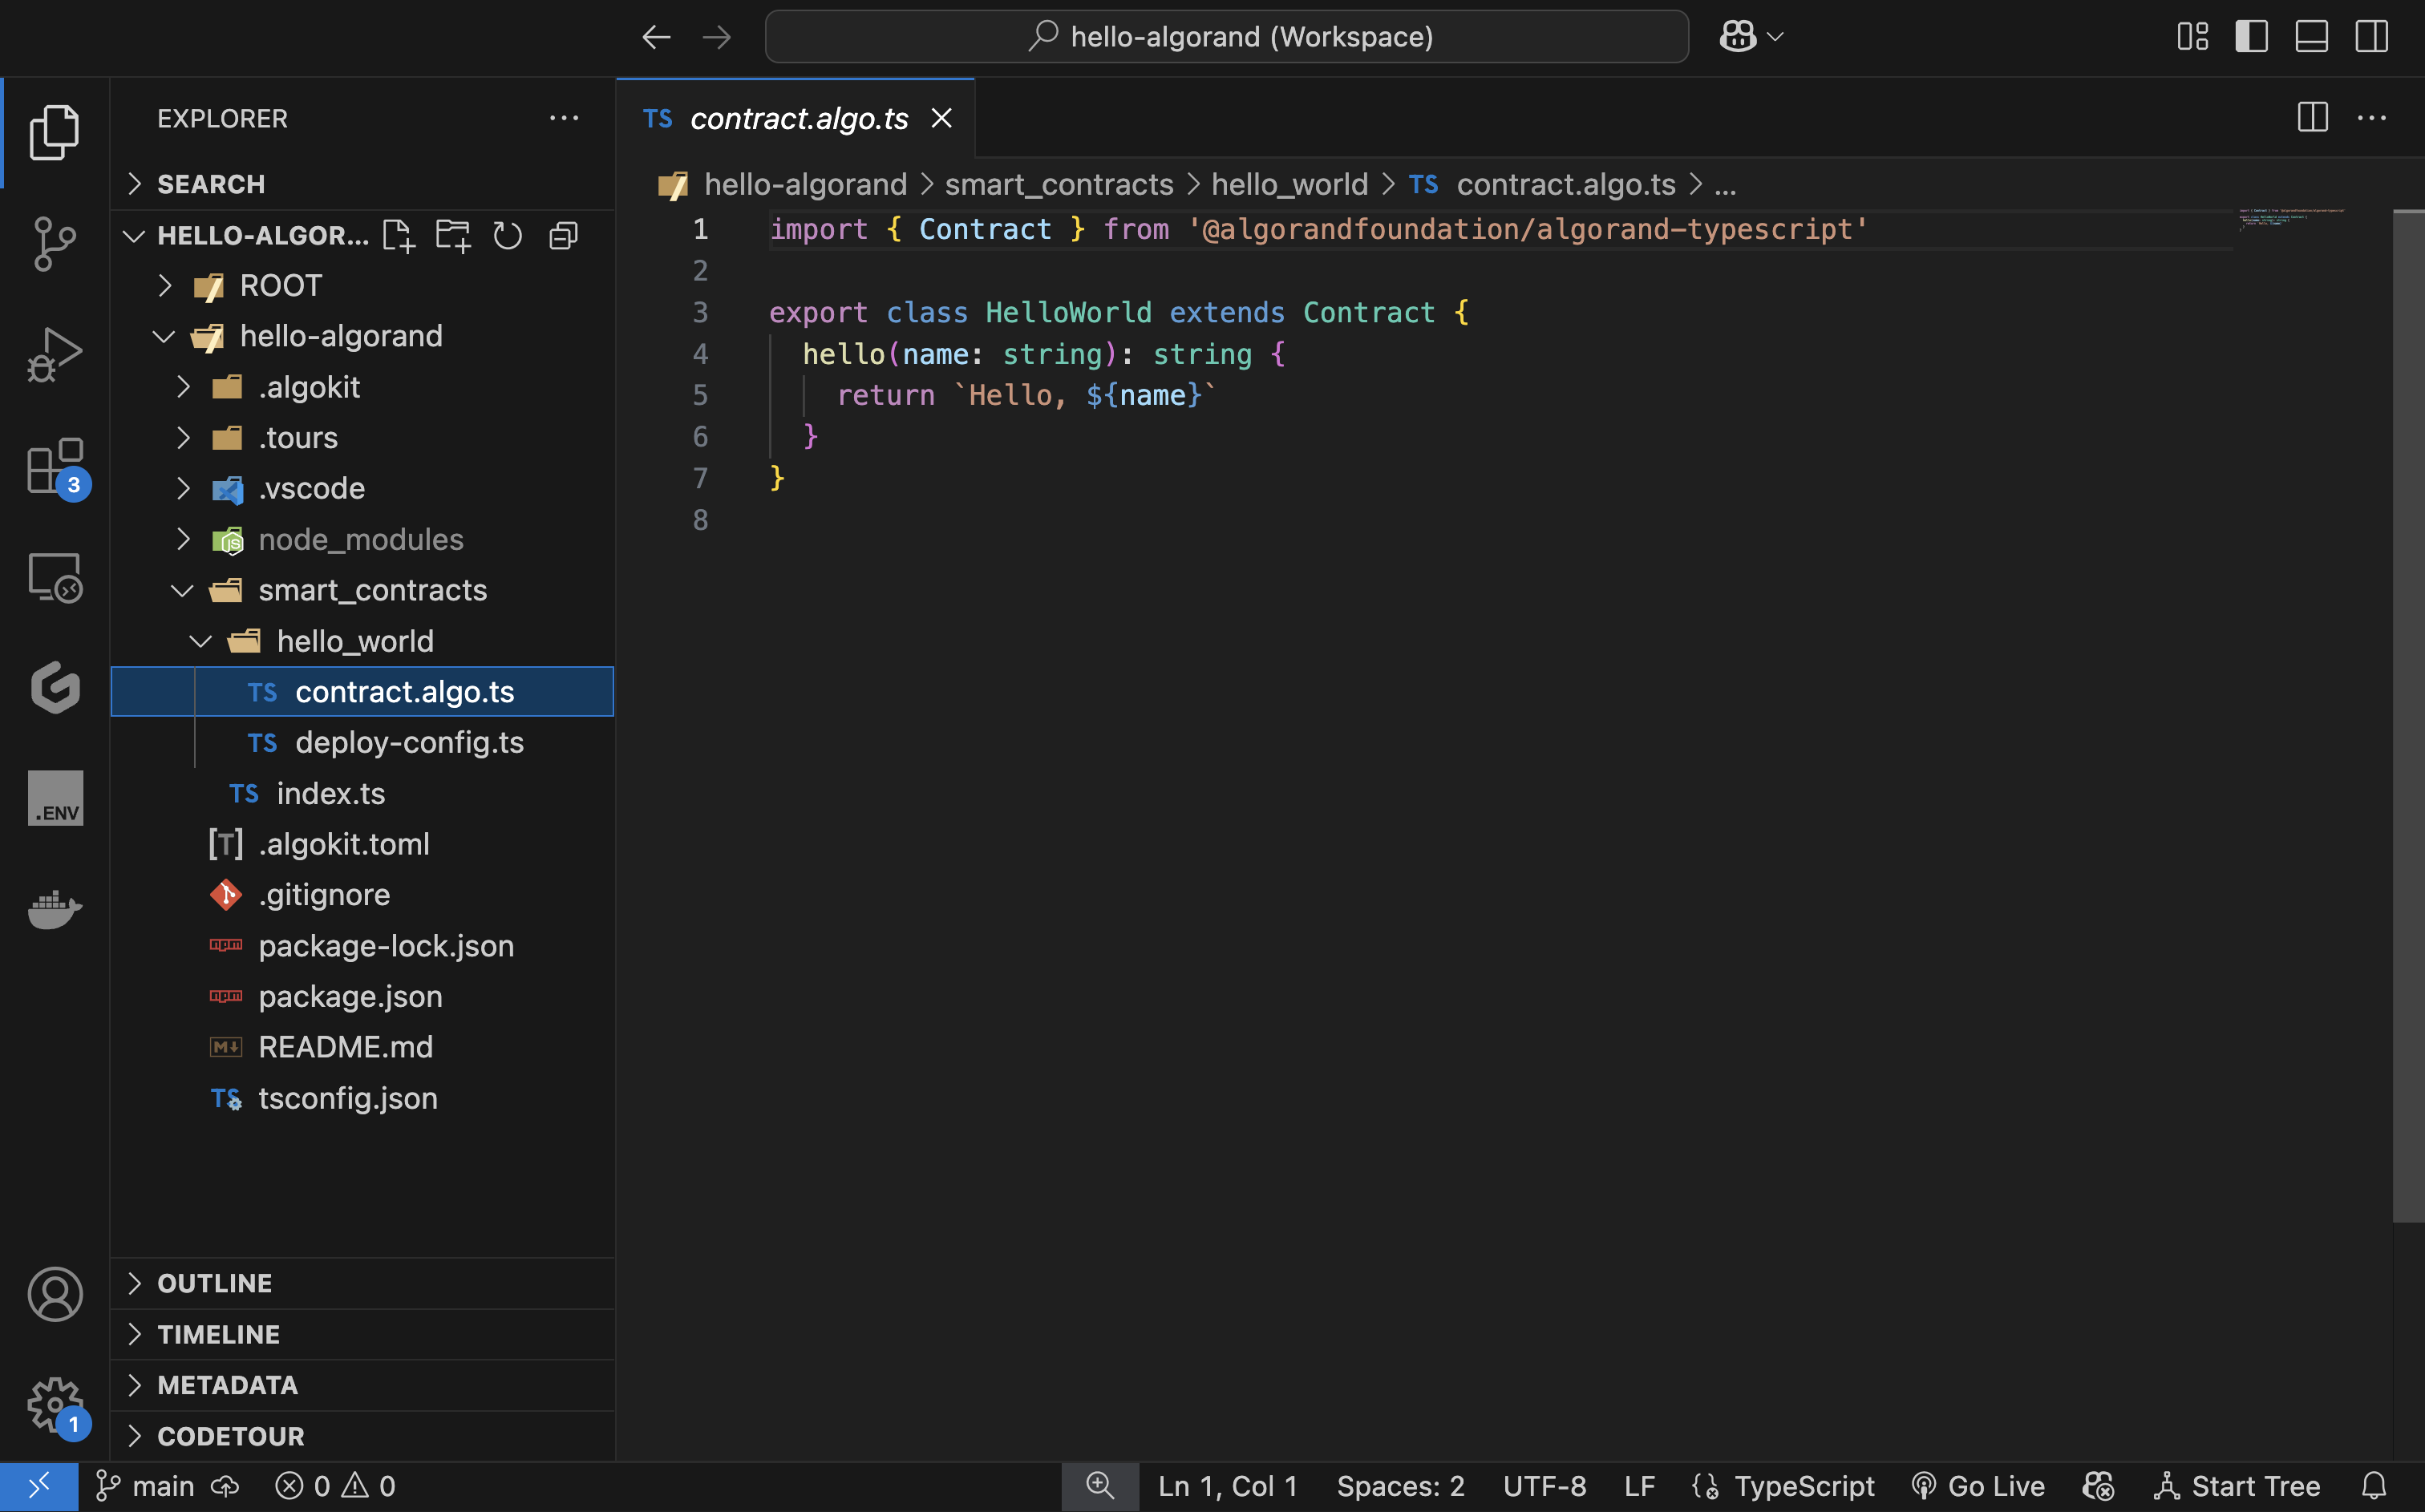 hello-algorand (Workspace)
EXPLORER
SEARCH
HELLO-ALGOR...
ROOT
hello-algorand
.algokit
.tours
.vscode
node_modules
smart_contracts
hello_world
TS contract.algo.ts
TS deploy-config.ts
TS index.ts
[T] .algokit.toml
.gitignore
package-lock.json
package.json
README.md
TS tsconfig.json
OUTLINE
TIMELINE
METADATA
CODETOUR
3
.ENV
1
TS contract.algo.ts
hello-algorand > smart_contracts > hello_world > TS contract.algo.ts > ...
1 import { Contract } from '@algorandfoundation/algorand-typescript'
2
3 export class HelloWorld extends Contract {
4 hello(name: string): string {
5 return `Hello, ${name}`
6 }
7 }
8
main 0 0 Ln 1, Col 1 Spaces: 2 UTF-8 LF TypeScript Go Live Start Tree